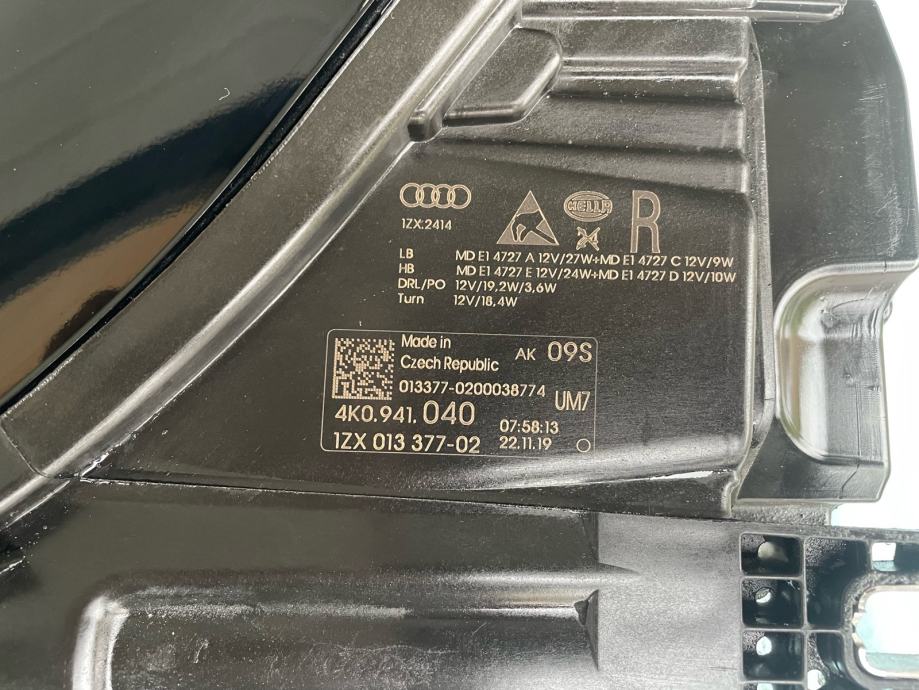 1ZX.2414
HELLA
R
LB MD E1 4727 A 12V/27W+MD E1 4727 C 12V/9W
HB MD E1 4727 E 12V/24W+MD E1 4727 D 12V/10W
DRL/PO 12V/19,2W/3,6W
Turn 12V/18,4W
Made in
Czech Republic AK 09S
013377-0200038774
4K0.941.040 UM7
07:58:13
1ZX 013 377-02 22.11.19